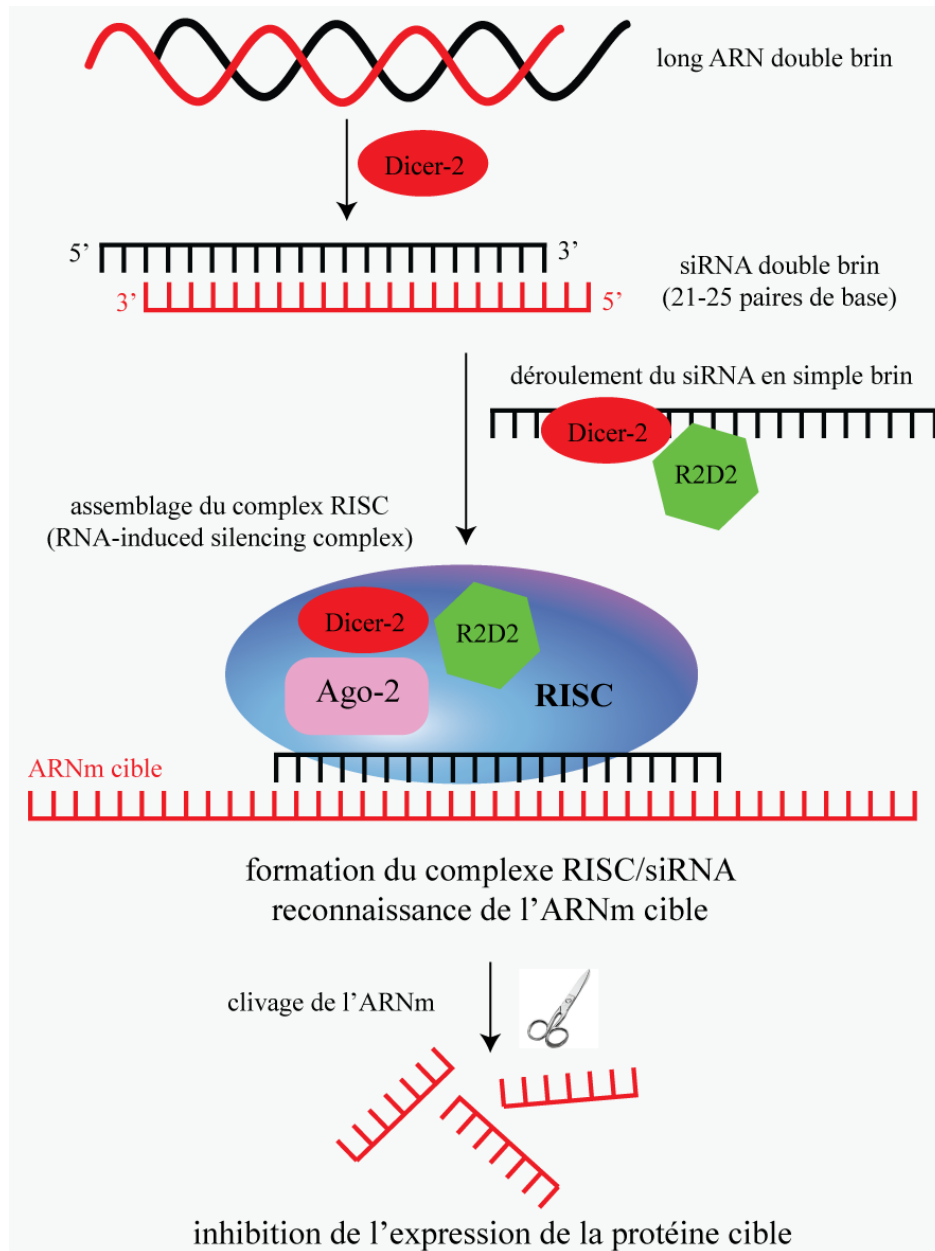 long ARN double brin
Dicer-2
5’
3’
3’
5’
siRNA double brin
(21-25 paires de base)
déroulement du siRNA en simple brin
Dicer-2
R2D2
assemblage du complex RISC
(RNA-induced silencing complex)
Dicer-2
R2D2
Ago-2
RISC
ARNm cible
formation du complexe RISC/siRNA
reconnaissance de l’ARNm cible
clivage de l’ARNm
inhibition de l’expression de la protéine cible